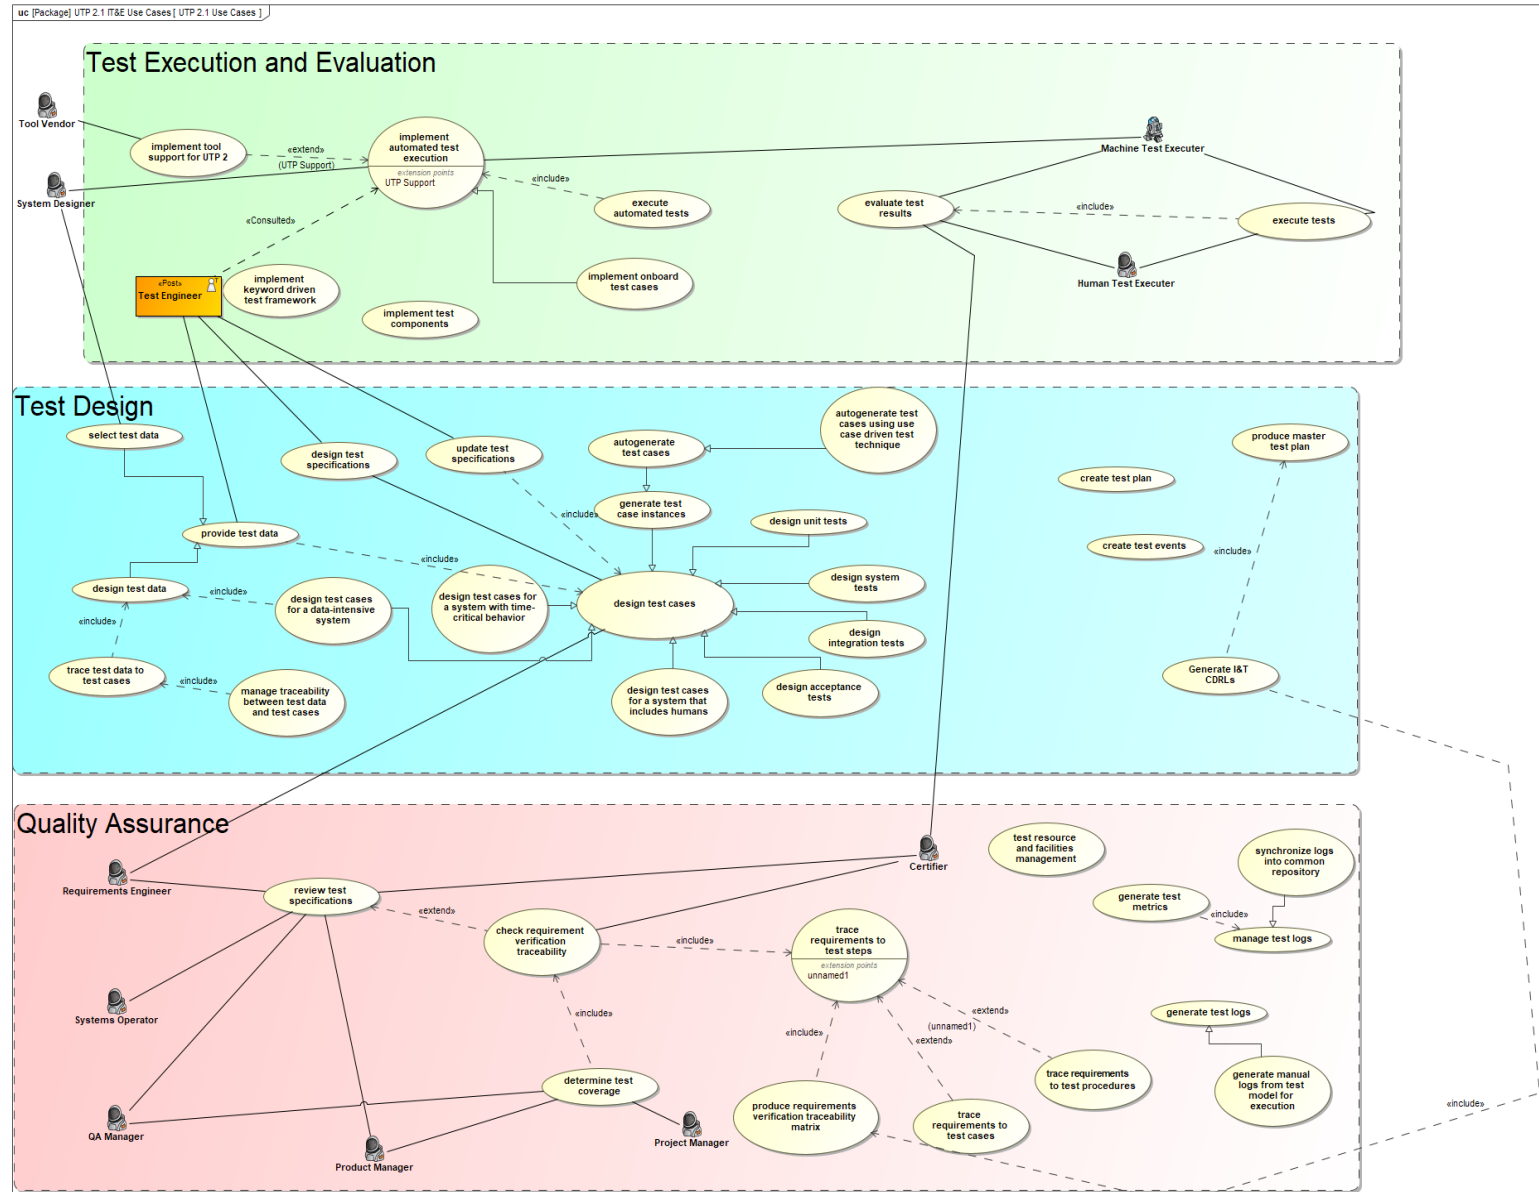 uc [Package] UTP 2.1 IT&E Use Cases [ UTP 2.1 Use Cases ]
Test Execution and Evaluation
Tool Vendor
implement tool
support for UTP 2
«extend»
(UTP Support)
implement
automated test
execution
extension points
UTP Support
Machine Test Executer
System Designer
«include»
execute
automated tests
evaluate test
results
«include»
execute tests
«Consulted»
«Post»
Test Engineer
implement
keyword driven
test framework
implement onboard
test cases
Human Test Executer
implement test
components
Test Design
select test data
design test
specifications
update test
specifications
autogenerate
test cases
autogenerate test
cases using use
case driven test
technique
produce master
test plan
create test plan
generate test
case instances
«include»
design unit tests
provide test data
create test events
«include»
«include»
design test data
«include»
design test cases
for a data-intensive
system
design test cases for
a system with time-
critical behavior
design test cases
design system
tests
«include»
design
integration tests
trace test data to
test cases
«include»
manage traceability
between test data
and test cases
design test cases
for a system that
includes humans
design acceptance
tests
Generate I&T
CDRLs
Quality Assurance
Requirements Engineer
review test
specifications
Certifier
test resource
and facilities
management
synchronize logs
into common
repository
«extend»
check requirement
verification
traceability
«include»
trace
requirements to
test steps
extension points
unnamed1
generate test
metrics
«include»
manage test logs
Systems Operator
«include»
«include»
«extend»
(unnamed1)
«extend»
generate test logs
determine test
coverage
trace requirements
to test procedures
generate manual
logs from test
model for
execution
«include»
QA Manager
Product Manager
Project Manager
produce requirements
verification traceability
matrix
trace
requirements to
test cases